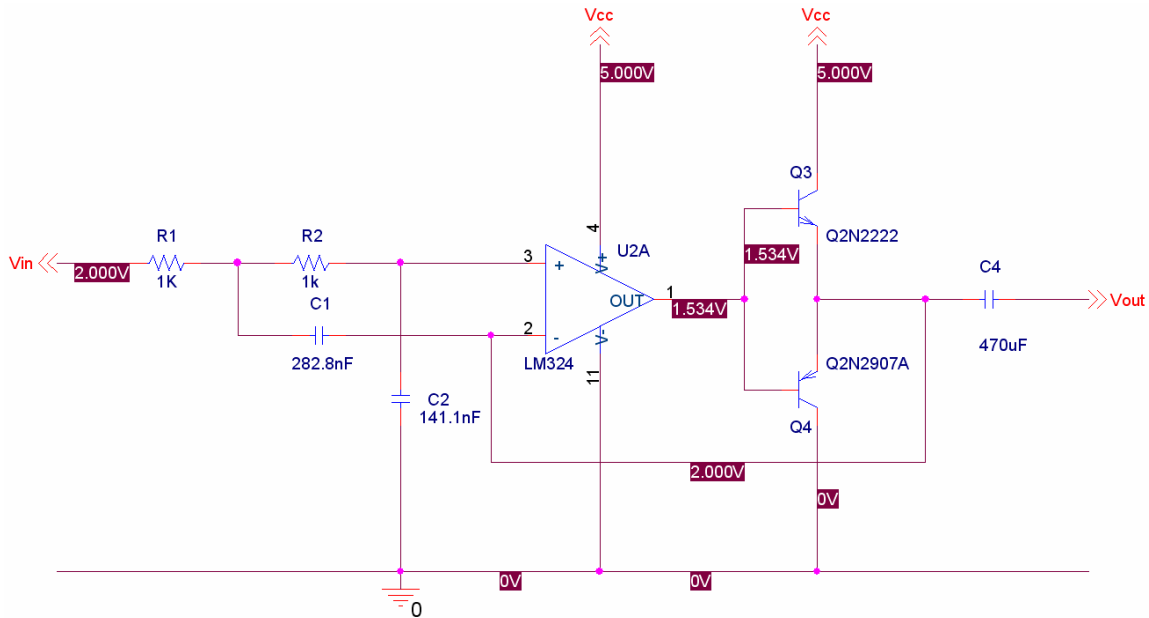 Vcc
Vcc
5.000V
5.000V
Q3
4
R1
R2
U2A
Q2N2222
Vin
2.000V
1K
1k
3
+
V+
1.534V
C4
C1
OUT
1
1.534V
Vout
282.8nF
2
-
V-
LM324
11
470uF
Q2N2907A
C2
141.1nF
Q4
2.000V
0V
0V
0V
0